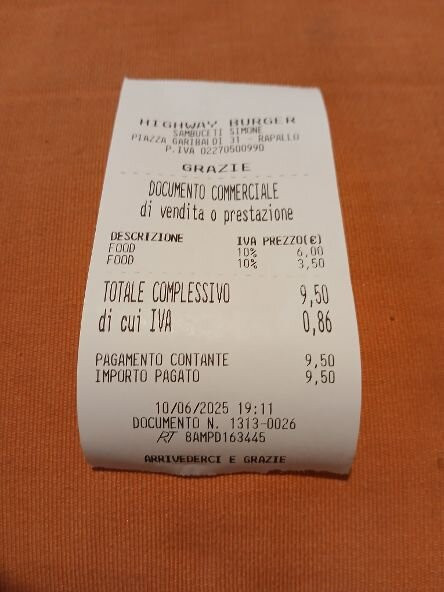 HIGHWAY BURGER
SAMBUCETI SIMONE
PIAZZA GARIBALDI 31 - RAPALLO
P.IVA 02270500990
GRAZIE
DOCUMENTO COMMERCIALE
di vendita o prestazione
DESCRIZIONE IVA PREZZO(€)
FOOD 10% 6,00
FOOD 10% 3,50
TOTALE COMPLESSIVO 9,50
di cui IVA 0,86
PAGAMENTO CONTANTE 9,50
IMPORTO PAGATO 9,50
10/06/2025 19:11
DOCUMENTO N. 1313-0026
RT 8AMPD163445
ARRIVEDERCI E GRAZIE